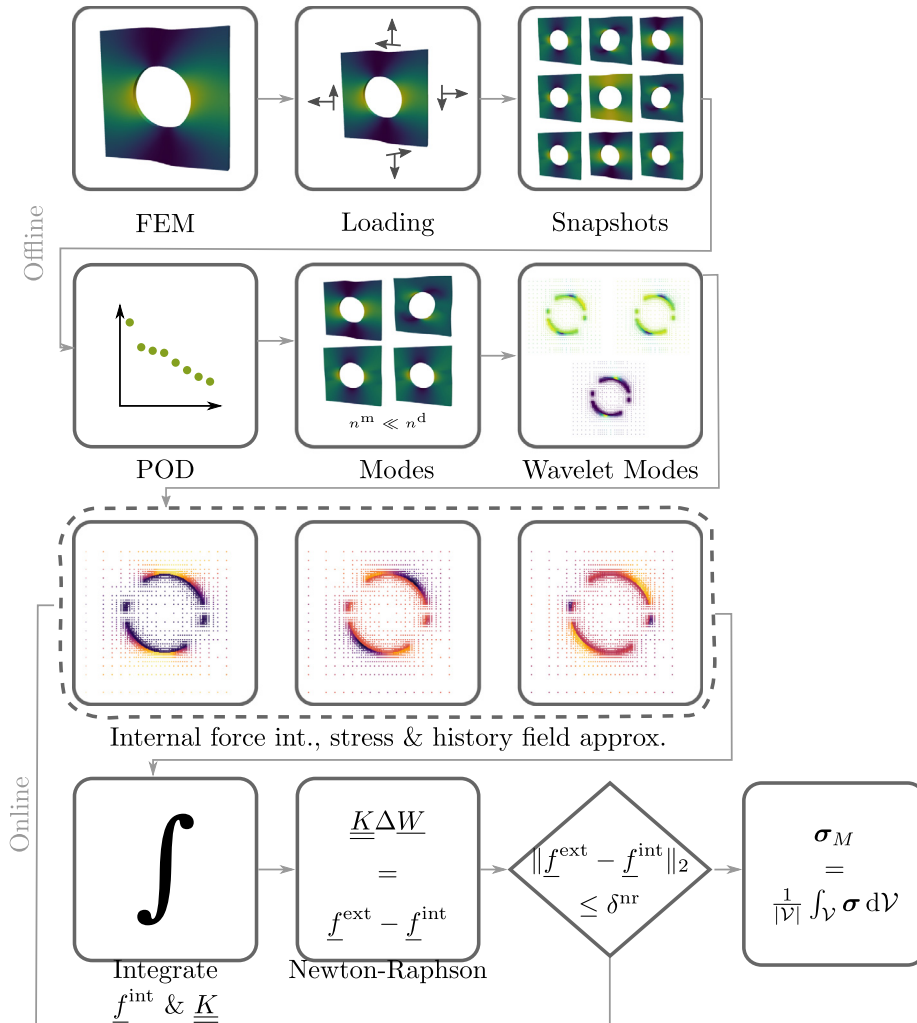 FEM
Loading
Snapshots
Offline
n^m ≪ n^d
POD
Modes
Wavelet Modes
Internal force int., stress & history field approx.
Online
∫
K ΔW
=
f^ext − f^int
‖f^ext − f^int‖₂
≤ δ^nr
σ_M
=
1/|𝒱| ∫_𝒱 σ d𝒱
Integrate
f^int & K
Newton-Raphson